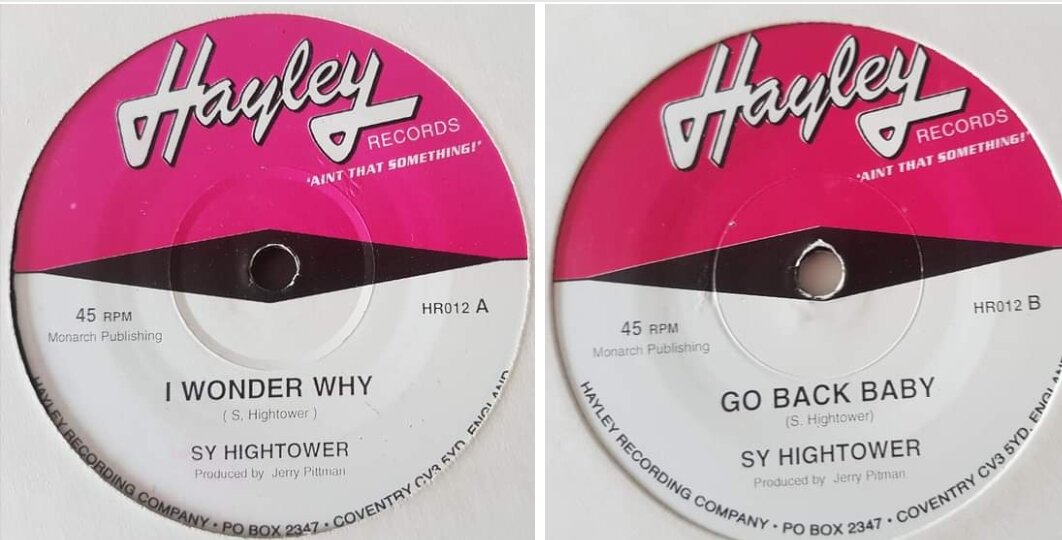 Hayley
RECORDS
'AINT THAT SOMETHING!'
45 RPM
Monarch Publishing
HR012 A
I WONDER WHY
( S. Hightower )
SY HIGHTOWER
Produced by Jerry Pittman
HAYLEY RECORDING COMPANY • PO BOX 2347 • COVENTRY CV3 5YD. ENGLAND
Hayley
RECORDS
'AINT THAT SOMETHING!'
45 RPM
Monarch Publishing
HR012 B
GO BACK BABY
(S. Hightower)
SY HIGHTOWER
Produced by Jerry Pitman
HAYLEY RECORDING COMPANY • PO BOX 2347 • COVENTRY CV3 5YD. ENGLAN